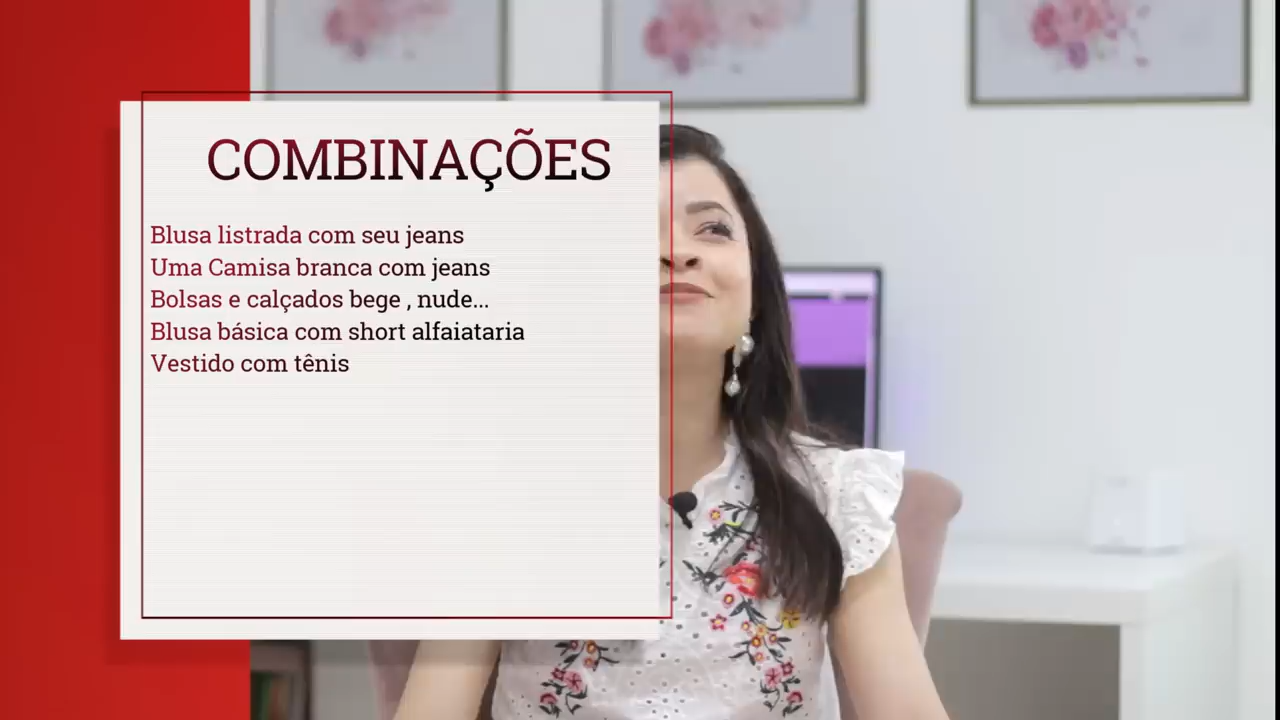 COMBINAÇÕES
Blusa listrada com seu jeans
Uma Camisa branca com jeans
Bolsas e calçados bege , nude...
Blusa básica com short alfaiataria
Vestido com tênis